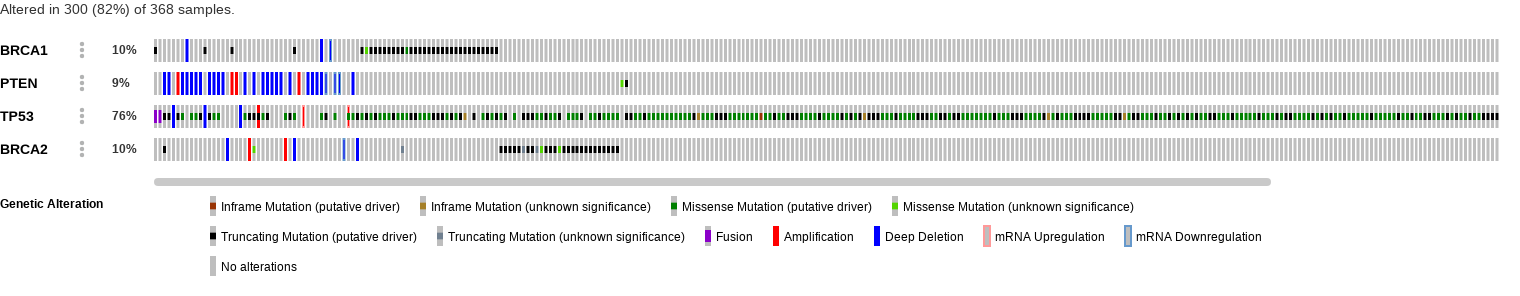 Altered in 300 (82%) of 368 samples.
BRCA1 10%
PTEN 9%
TP53 76%
BRCA2 10%
Genetic Alteration Inframe Mutation (putative driver) Inframe Mutation (unknown significance) Missense Mutation (putative driver) Missense Mutation (unknown significance)
Truncating Mutation (putative driver) Truncating Mutation (unknown significance) Fusion Amplification Deep Deletion mRNA Upregulation mRNA Downregulation
No alterations